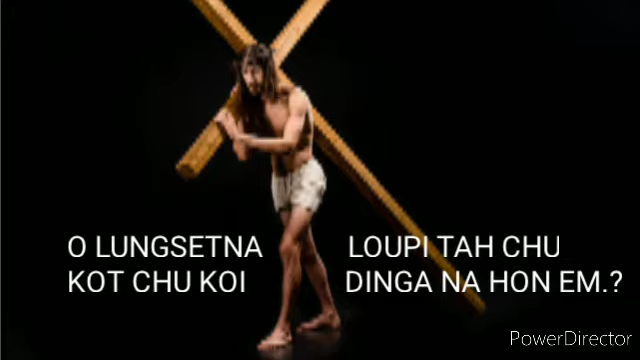 O LUNGSETNA LOUPI TAH CHU
KOT CHU KOI DINGA NA HON EM.?
PowerDirector